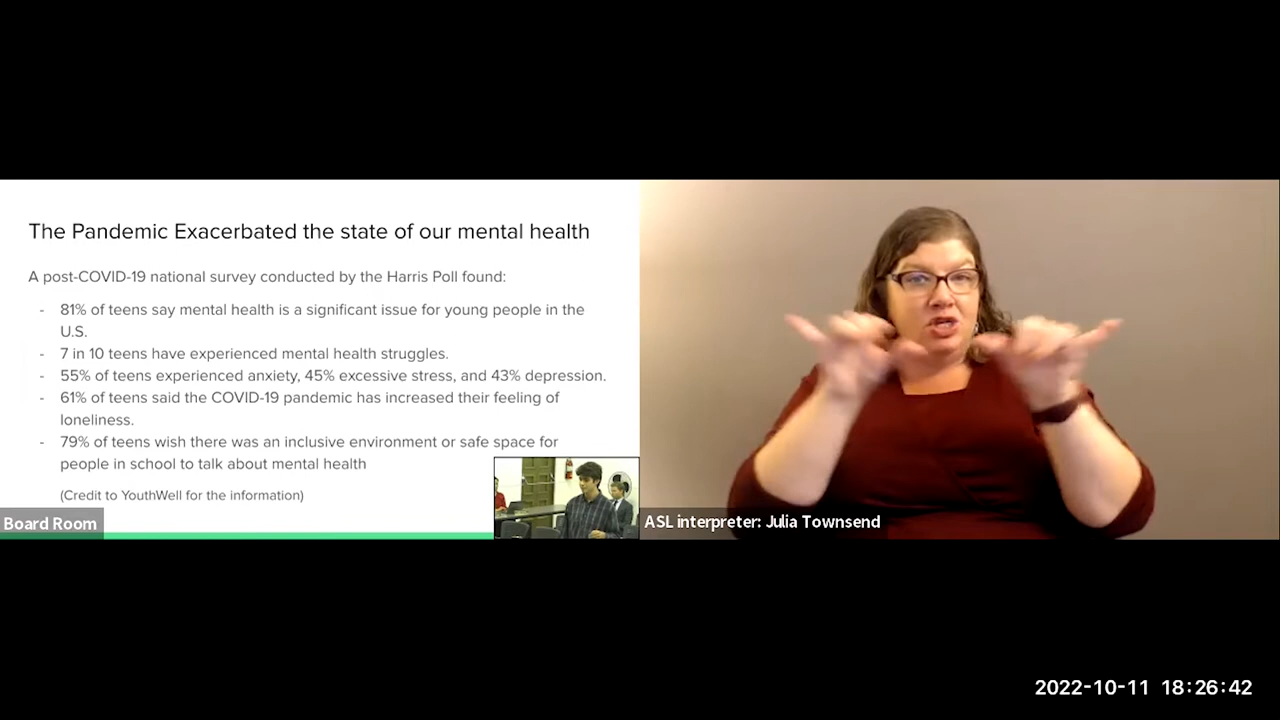 The Pandemic Exacerbated the state of our mental health
A post-COVID-19 national survey conducted by the Harris Poll found:
- 81% of teens say mental health is a significant issue for young people in the
U.S.
- 7 in 10 teens have experienced mental health struggles.
- 55% of teens experienced anxiety, 45% excessive stress, and 43% depression.
- 61% of teens said the COVID-19 pandemic has increased their feeling of
loneliness.
- 79% of teens wish there was an inclusive environment or safe space for
people in school to talk about mental health
(Credit to YouthWell for the information)
Board Room
ASL interpreter: Julia Townsend
2022-10-11 18:26:42